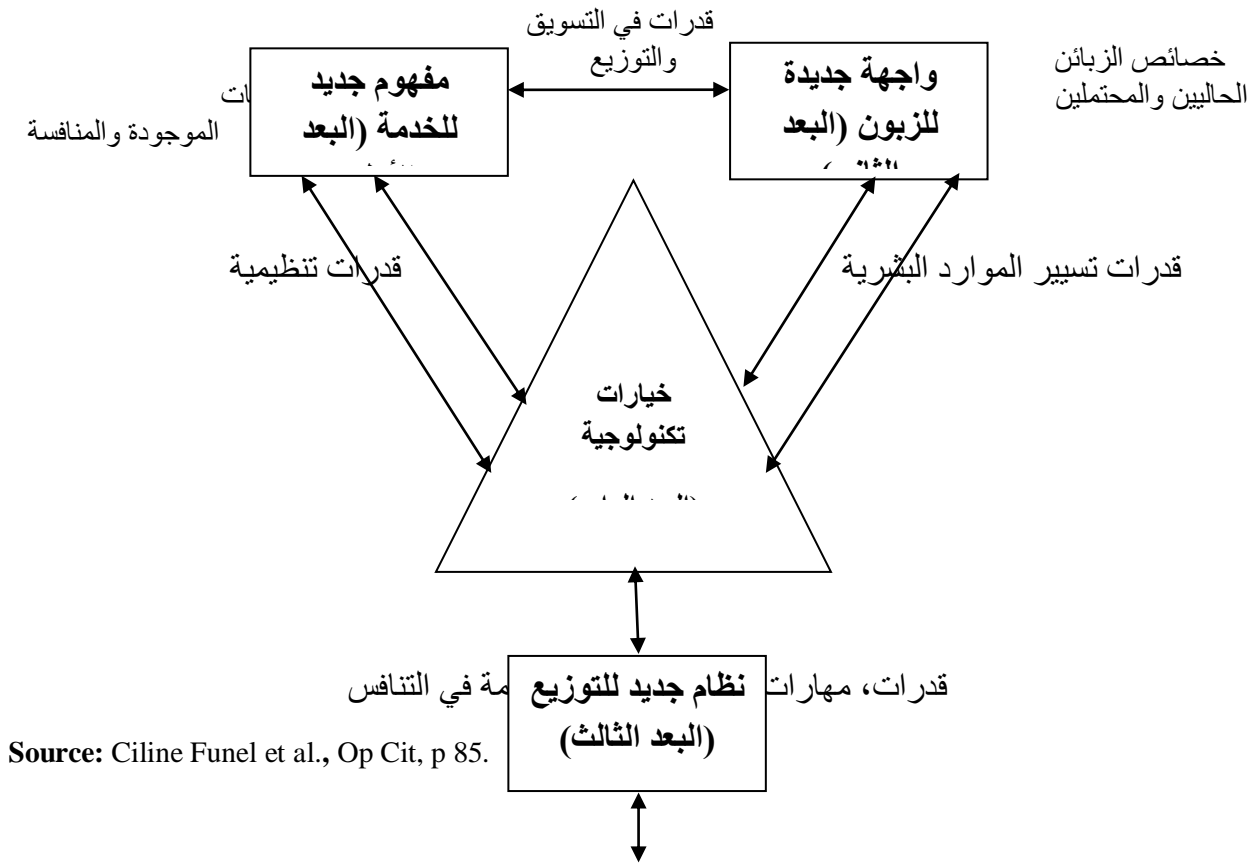 قدرات في التسويق
والتوزيع
خصائص الزبائن
الحاليين والمحتملين
واجهة جديدة
للزبون (البعد
مفهوم جديد
للخدمة (البعد
الموجودة والمنافسة
قدرات تسيير الموارد البشرية
قدرات تنظيمية
خيارات
تكنولوجية
قدرات، مهارات
مة في التنافس
نظام جديد للتوزيع
(البعد الثالث)
Source: Ciline Funel et al., Op Cit, p 85.